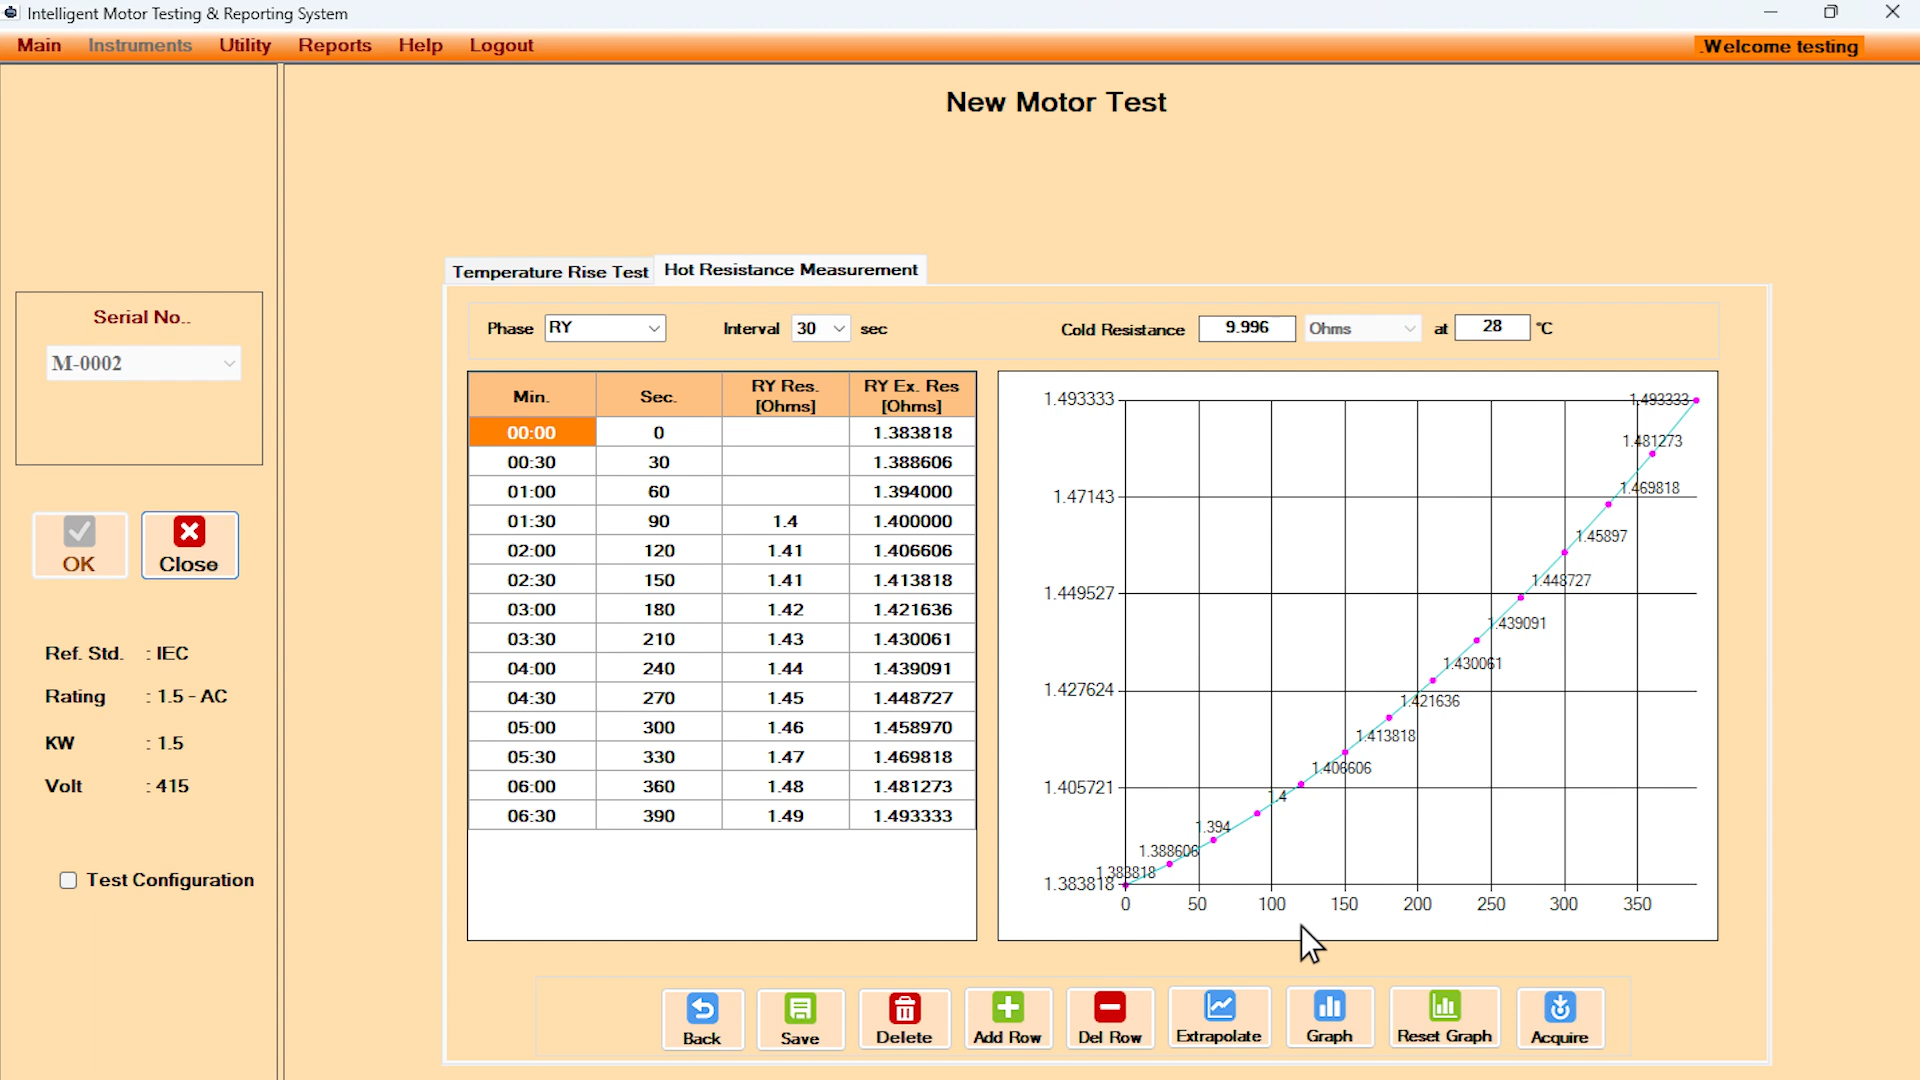 Intelligent Motor Testing & Reporting System
Main Instruments Utility Reports Help Logout .Welcome testing
New Motor Test
Serial No..
M-0002
OK Close
Ref. Std. : IEC
Rating : 1.5 - AC
KW : 1.5
Volt : 415
Test Configuration
Temperature Rise Test Hot Resistance Measurement
Phase RY Interval 30 sec Cold Resistance 9.996 Ohms at 28 °C
Min. Sec. RY Res. [Ohms] RY Ex. Res [Ohms]
00:00 0 1.383818
00:30 30 1.388606
01:00 60 1.394000
01:30 90 1.4 1.400000
02:00 120 1.41 1.406606
02:30 150 1.41 1.413818
03:00 180 1.42 1.421636
03:30 210 1.43 1.430061
04:00 240 1.44 1.439091
04:30 270 1.45 1.448727
05:00 300 1.46 1.458970
05:30 330 1.47 1.469818
06:00 360 1.48 1.481273
06:30 390 1.49 1.493333
1.493333 1.493333
1.481273
1.47143 1.469818
1.45897
1.449527 1.448727
1.439091
1.430061
1.427624 1.421636
1.413818
1.405721 1.406606
1.4
1.394
1.388606
1.383818 1.383818
0 50 100 150 200 250 300 350
Back Save Delete Add Row Del Row Extrapolate Graph Reset Graph Acquire